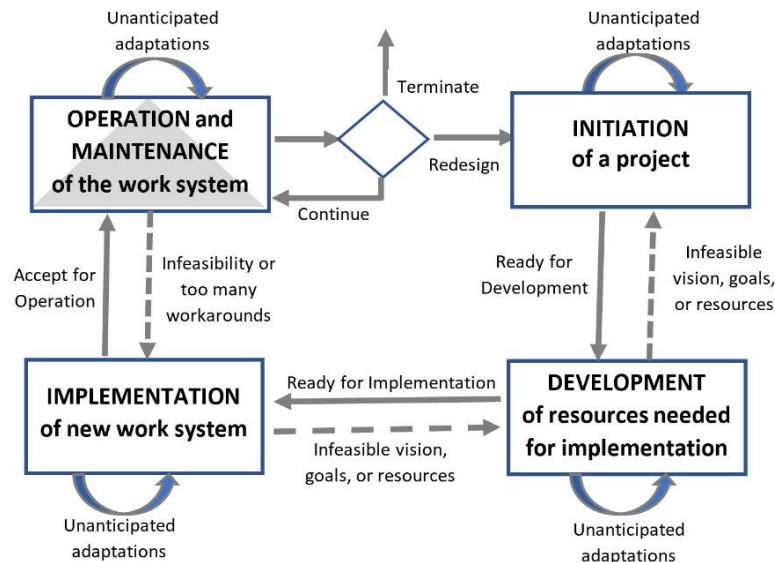 Unanticipated
adaptations
OPERATION and
MAINTENANCE
of the work system
Terminate
Redesign
Continue
Unanticipated
adaptations
INITIATION
of a project
Accept for
Operation
Infeasibility or
too many
workarounds
Ready for
Development
Infeasible
vision, goals,
or resources
IMPLEMENTATION
of new work system
Ready for Implementation
Infeasible vision,
goals, or resources
DEVELOPMENT
of resources needed
for implementation
Unanticipated
adaptations
Unanticipated
adaptations